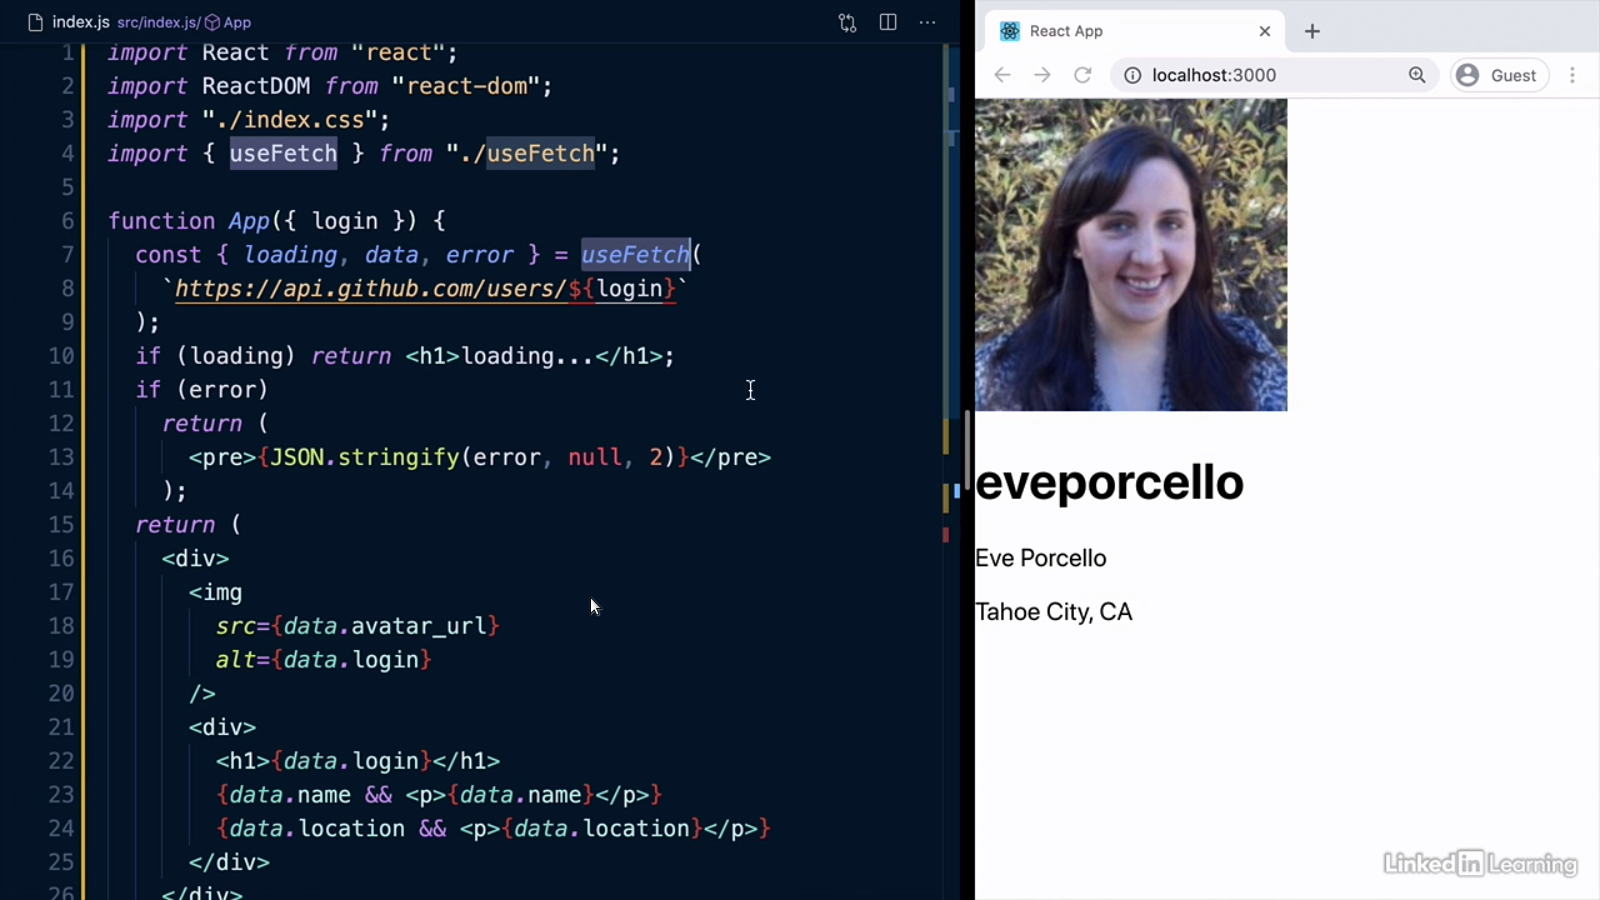 index.js src/index.js/ App
1 import React from "react";
2 import ReactDOM from "react-dom";
3 import "./index.css";
4 import { useFetch } from "./useFetch";
5
6 function App({ login }) {
7 const { loading, data, error } = useFetch(
8 `https://api.github.com/users/${login}`
9 );
10 if (loading) return <h1>loading...</h1>;
11 if (error)
12 return (
13 <pre>{JSON.stringify(error, null, 2)}</pre>
14 );
15 return (
16 <div>
17 <img
18 src={data.avatar_url}
19 alt={data.login}
20 />
21 <div>
22 <h1>{data.login}</h1>
23 {data.name && <p>{data.name}</p>}
24 {data.location && <p>{data.location}</p>}
25 </div>
26 </div>
React App
localhost:3000
Guest
eveporcello
Eve Porcello
Tahoe City, CA
Linked in Learning